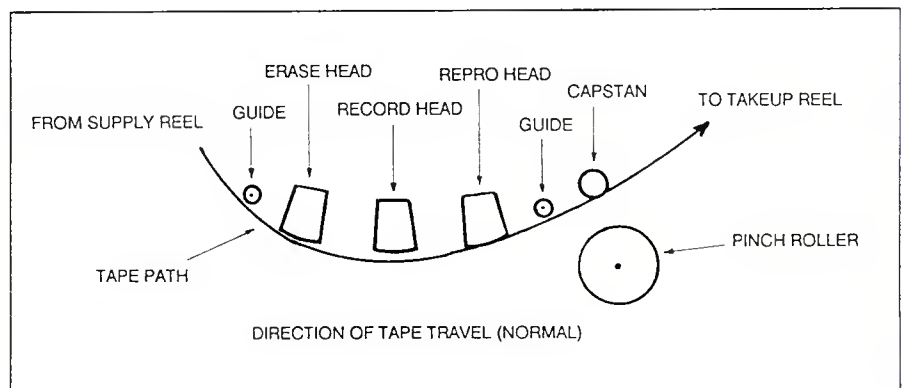 ERASE HEAD
REPRO HEAD
CAPSTAN
GUIDE
RECORD HEAD
TO TAKEUP REEL
FROM SUPPLY REEL
GUIDE
PINCH ROLLER
TAPE PATH
DIRECTION OF TAPE TRAVEL (NORMAL)